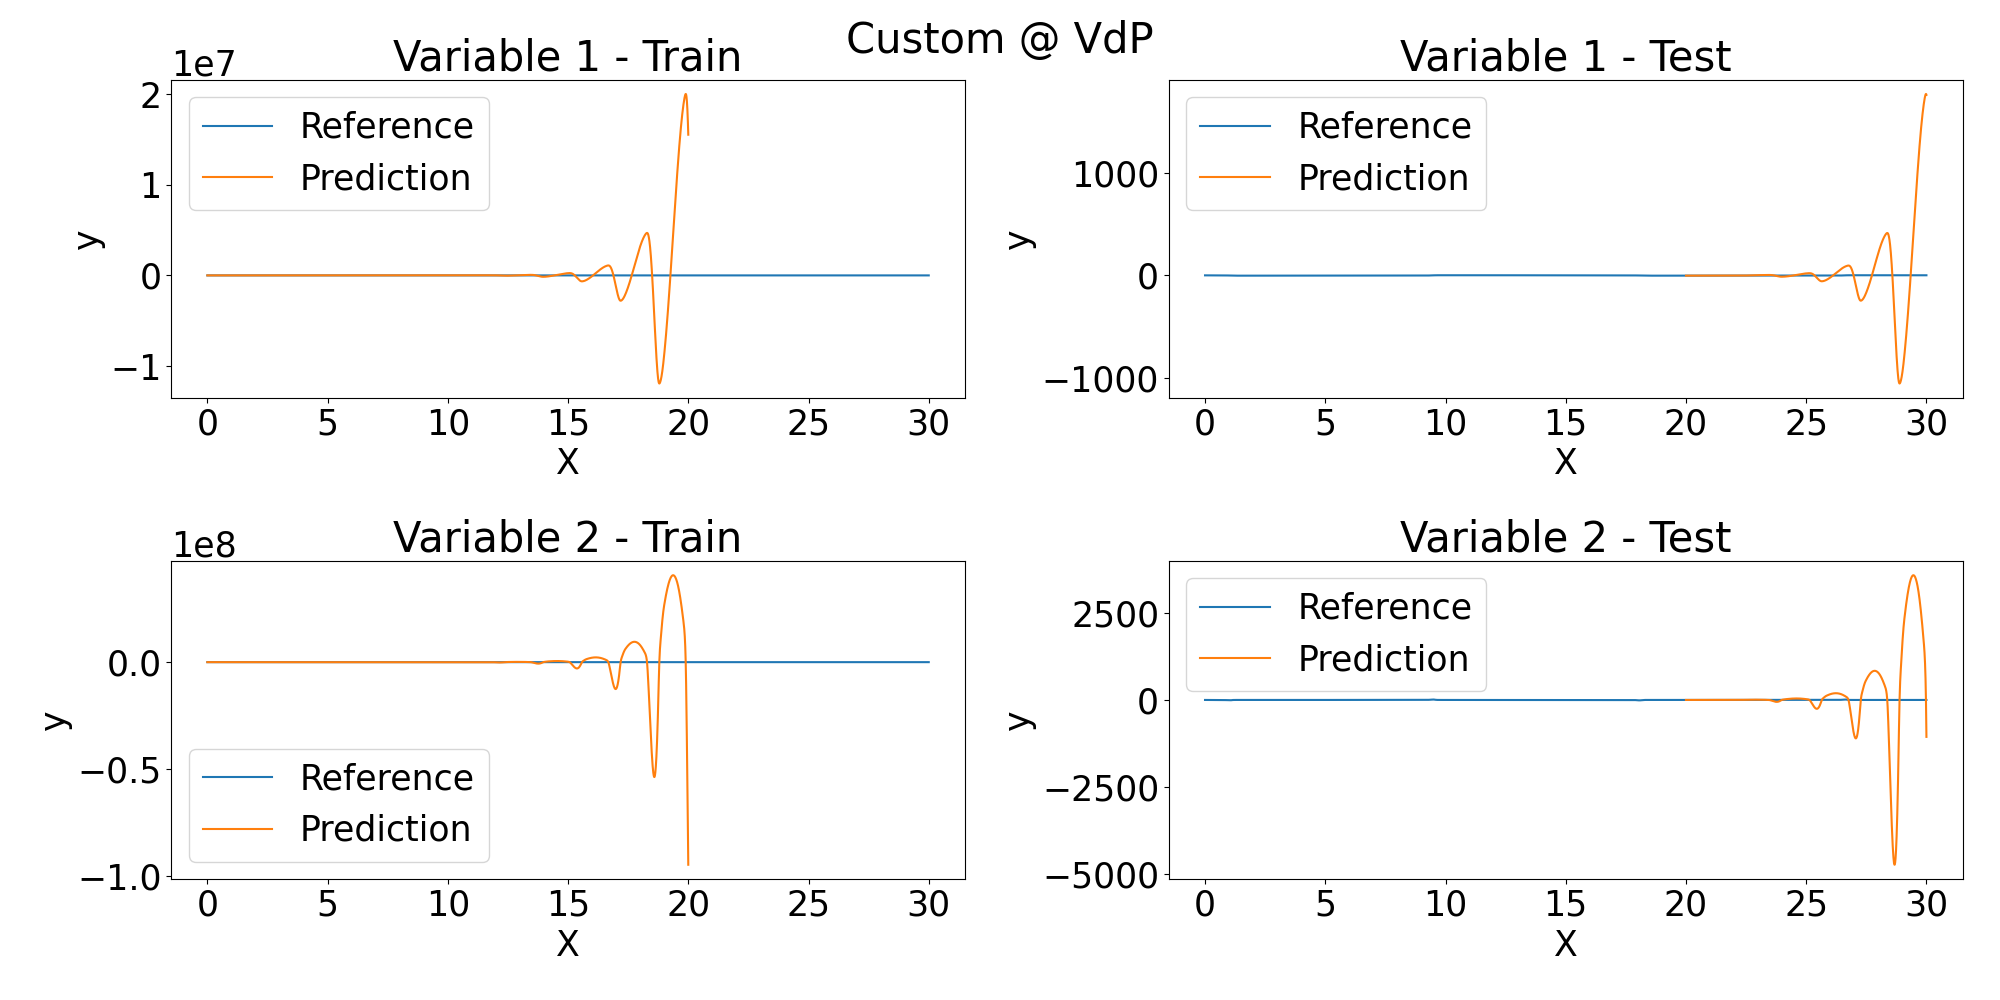 Custom @ VdP
Variable 1 - Train
1e7
2
1
0
−1
y
Reference
Prediction
0 5 10 15 20 25 30
X
Variable 1 - Test
1000
0
−1000
y
Reference
Prediction
0 5 10 15 20 25 30
X
Variable 2 - Train
1e8
0.0
−0.5
−1.0
y
Reference
Prediction
0 5 10 15 20 25 30
X
Variable 2 - Test
2500
0
−2500
−5000
y
Reference
Prediction
0 5 10 15 20 25 30
X